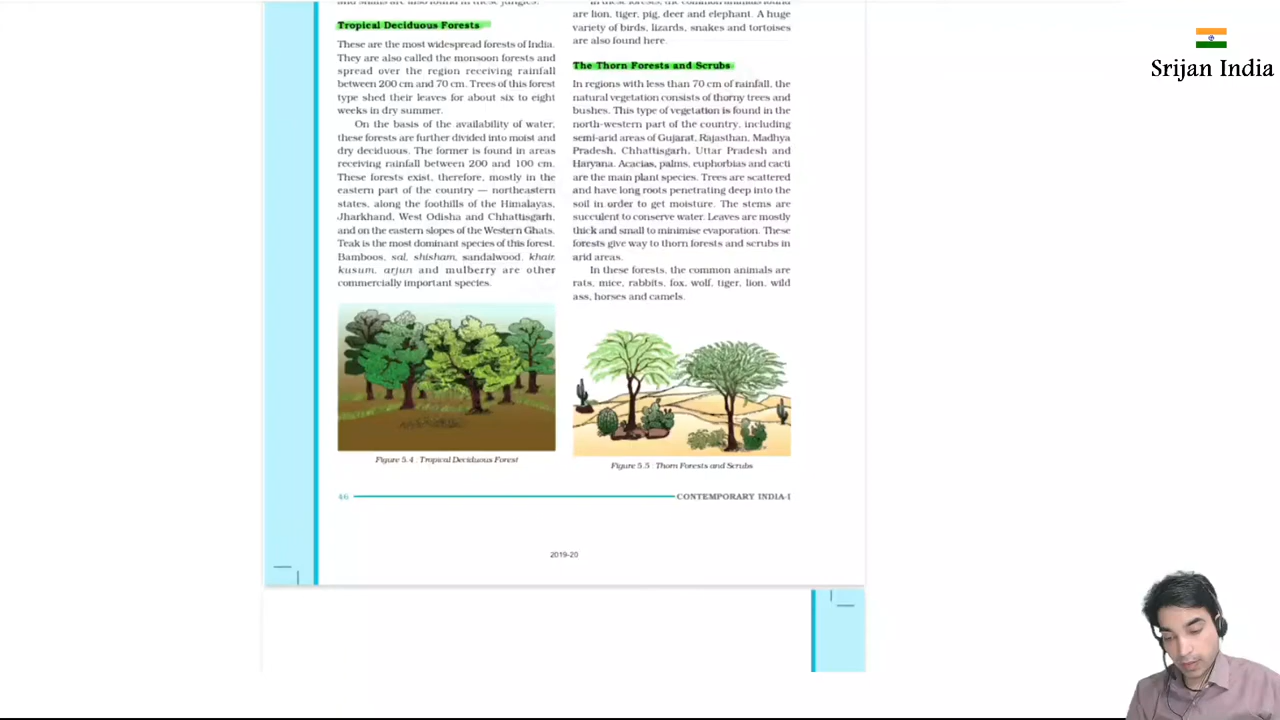 and snails are also found in these jungles.
Tropical Deciduous Forests
These are the most widespread forests of India.
They are also called the monsoon forests and
spread over the region receiving rainfall
between 200 cm and 70 cm. Trees of this forest
type shed their leaves for about six to eight
weeks in dry summer.
On the basis of the availability of water,
these forests are further divided into moist and
dry deciduous. The former is found in areas
receiving rainfall between 200 and 100 cm.
These forests exist, therefore, mostly in the
eastern part of the country — northeastern
states, along the foothills of the Himalayas,
Jharkhand, West Odisha and Chhattisgarh,
and on the eastern slopes of the Western Ghats.
Teak is the most dominant species of this forest.
Bamboos, sal, shisham, sandalwood, khair,
kusum, arjun and mulberry are other
commercially important species.
Figure 5.4 : Tropical Deciduous Forest
In these forests, the common animals found
are lion, tiger, pig, deer and elephant. A huge
variety of birds, lizards, snakes and tortoises
are also found here.
The Thorn Forests and Scrubs
In regions with less than 70 cm of rainfall, the
natural vegetation consists of thorny trees and
bushes. This type of vegetation is found in the
north-western part of the country, including
semi-arid areas of Gujarat, Rajasthan, Madhya
Pradesh, Chhattisgarh, Uttar Pradesh and
Haryana. Acacias, palms, euphorbias and cacti
are the main plant species. Trees are scattered
and have long roots penetrating deep into the
soil in order to get moisture. The stems are
succulent to conserve water. Leaves are mostly
thick and small to minimise evaporation. These
forests give way to thorn forests and scrubs in
arid areas.
In these forests, the common animals are
rats, mice, rabbits, fox, wolf, tiger, lion, wild
ass, horses and camels.
Figure 5.5 : Thorn Forests and Scrubs
46
CONTEMPORARY INDIA-I
2019-20
Srijan India